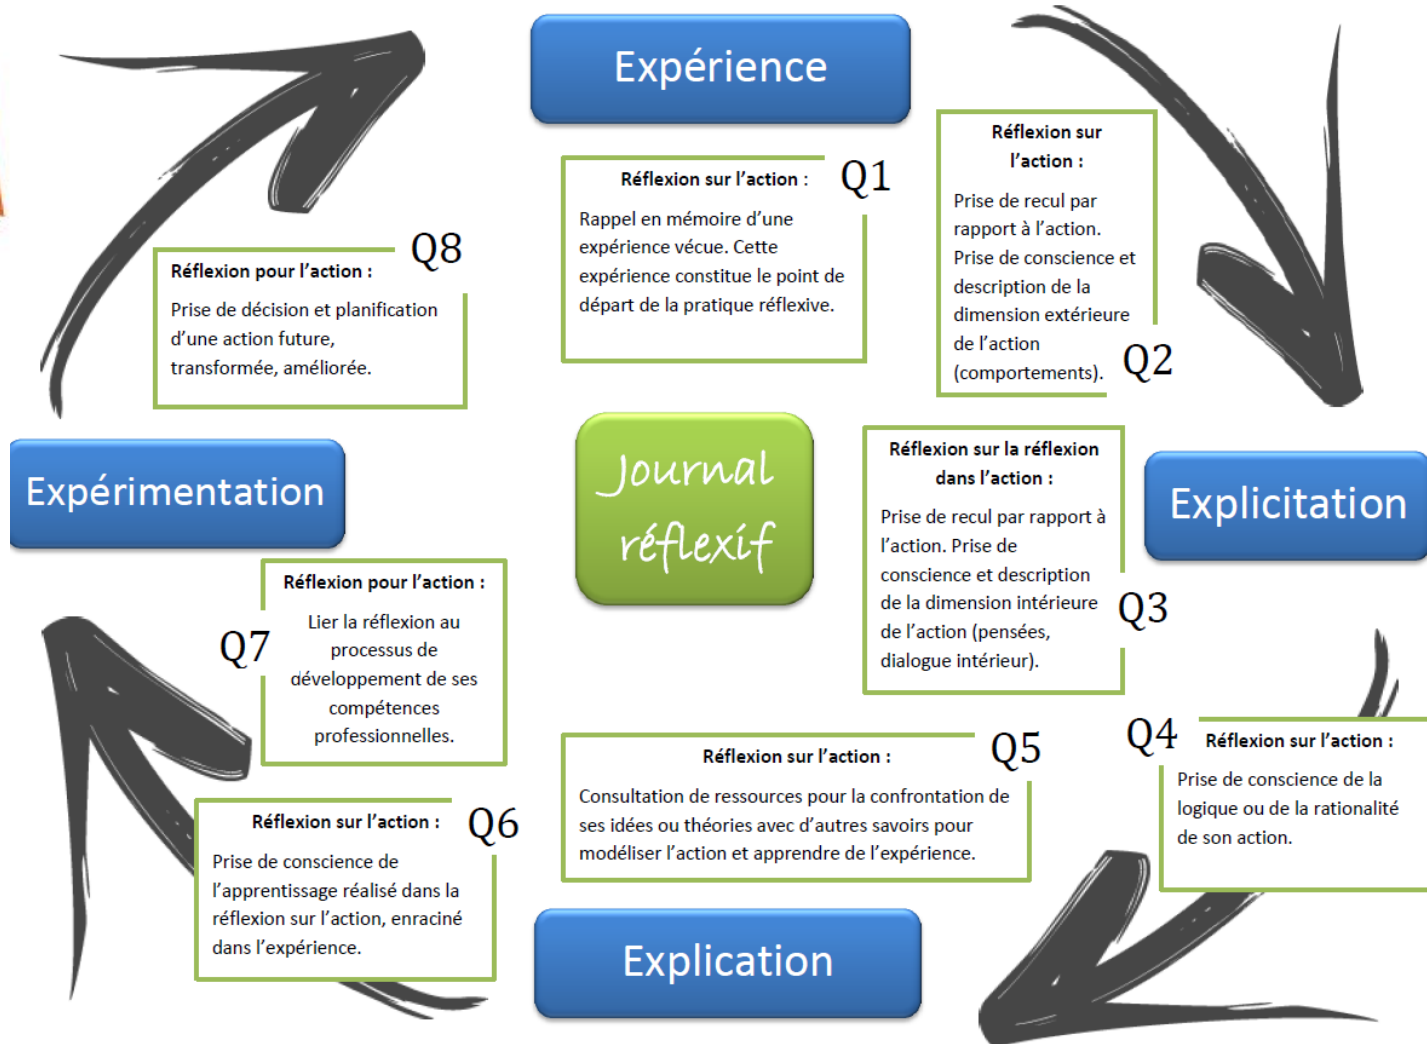 Expérience
Réflexion sur l'action :
Q1
Rappel en mémoire d'une
expérience vécue. Cette
expérience constitue le point de
départ de la pratique réflexive.
Réflexion sur
l'action :
Prise de recul par
rapport à l'action.
Prise de conscience et
description de la
dimension extérieure
de l'action
(comportements).
Q2
Explicitation
Réflexion sur la réflexion
dans l'action :
Prise de recul par rapport à
l'action. Prise de
conscience et description
de la dimension intérieure
de l'action (pensées,
dialogue intérieur).
Q3
Q4
Réflexion sur l'action :
Prise de conscience de la
logique ou de la rationalité
de son action.
Réflexion sur l'action :
Q5
Consultation de ressources pour la confrontation de
ses idées ou théories avec d'autres savoirs pour
modéliser l'action et apprendre de l'expérience.
Explication
Réflexion sur l'action :
Q6
Prise de conscience de
l'apprentissage réalisé dans la
réflexion sur l'action, enraciné
dans l'expérience.
Réflexion pour l'action :
Q7
Lier la réflexion au
processus de
développement de ses
compétences
professionnelles.
Expérimentation
Q8
Réflexion pour l'action :
Prise de décision et planification
d'une action future,
transformée, améliorée.
Journal
réflexif